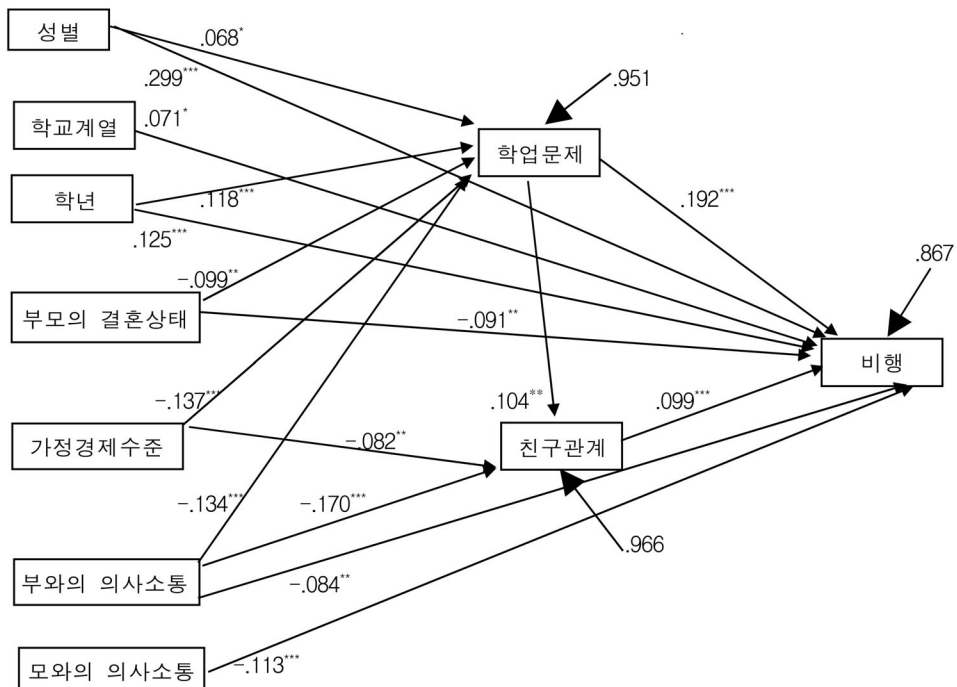 성별
.068*
.299***
.951
학교계열
.071*
학업문제
학년
.118***
.192***
.125***
.867
-.099**
부모의 결혼상태
-.091**
비행
-.137***
.104**
.099***
가정경제수준
-.082**
친구관계
-.134***
-.170***
.966
부와의 의사소통
-.084**
모와의 의사소통
-.113***